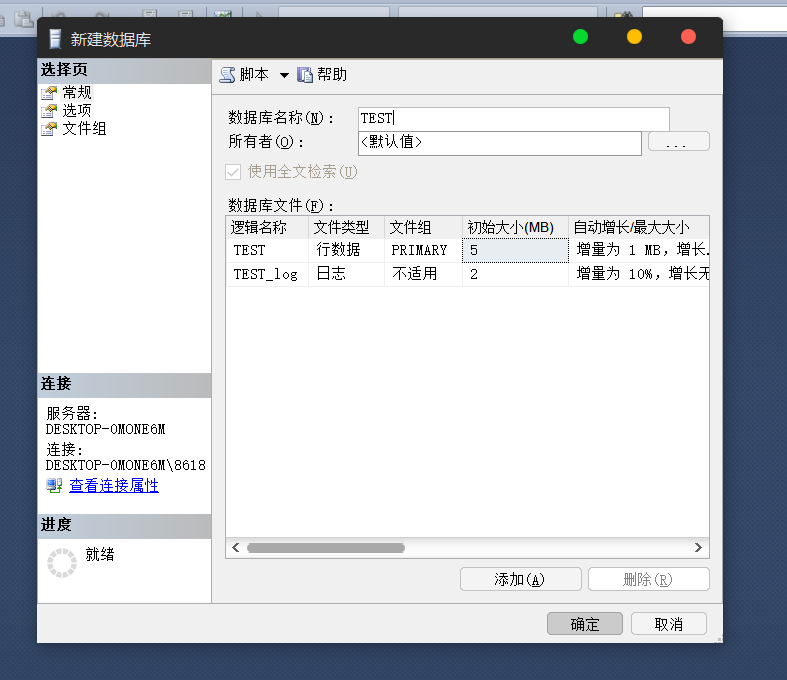 新建数据库
选择页
常规
选项
文件组
脚本 帮助
数据库名称(N):
TEST
所有者(O):
<默认值>
...
使用全文检索(U)
数据库文件(F):
逻辑名称 文件类型 文件组 初始大小(MB) 自动增长/最大大小
TEST 行数据 PRIMARY 5 增量为 1 MB，增长.
TEST_log 日志 不适用 2 增量为 10%，增长无
连接
服务器:
DESKTOP-0MONE6M
连接:
DESKTOP-0MONE6M\8618
查看连接属性
进度
就绪
添加(A) 删除(R)
确定 取消